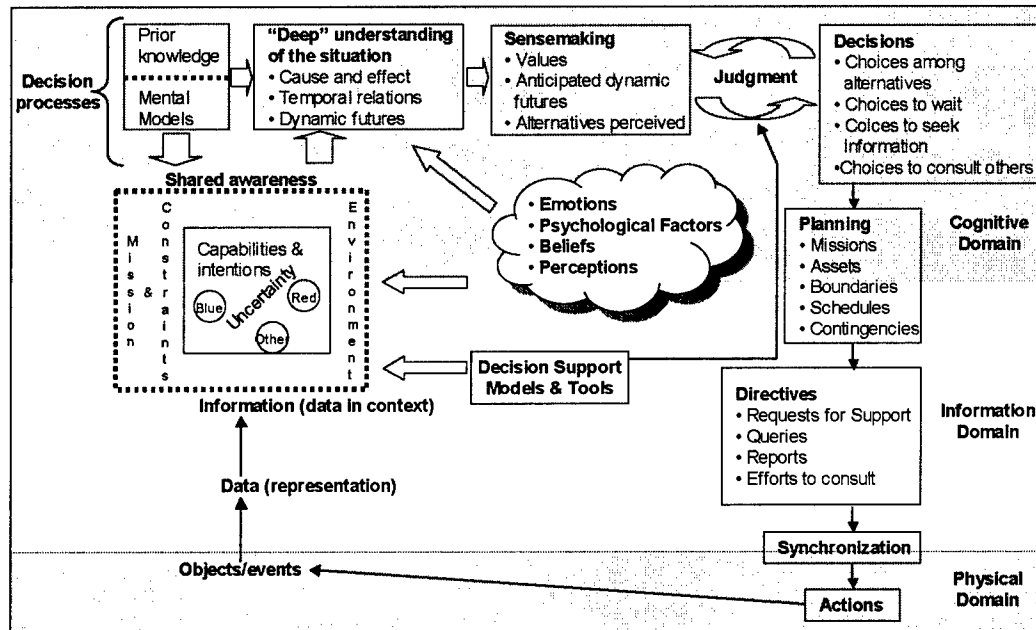 Decision
processes
Prior
knowledge
Mental
Models
“Deep” understanding
of the situation
• Cause and effect
• Temporal relations
• Dynamic futures
Sensemaking
• Values
• Anticipated dynamic
futures
• Alternatives perceived
Judgment
Decisions
• Choices among
alternatives
• Choices to wait
• Coices to seek
Information
• Choices to consult others
Shared awareness
Mission
&
Constraints
Environment
Capabilities &
intentions
Uncertainty
Blue
Red
Other
• Emotions
• Psychological Factors
• Beliefs
• Perceptions
Cognitive
Domain
Planning
• Missions
• Assets
• Boundaries
• Schedules
• Contingencies
Decision Support
Models & Tools
Information (data in context)
Directives
• Requests for Support
• Queries
• Reports
• Efforts to consult
Information
Domain
Data (representation)
Synchronization
Objects/events
Physical
Domain
Actions